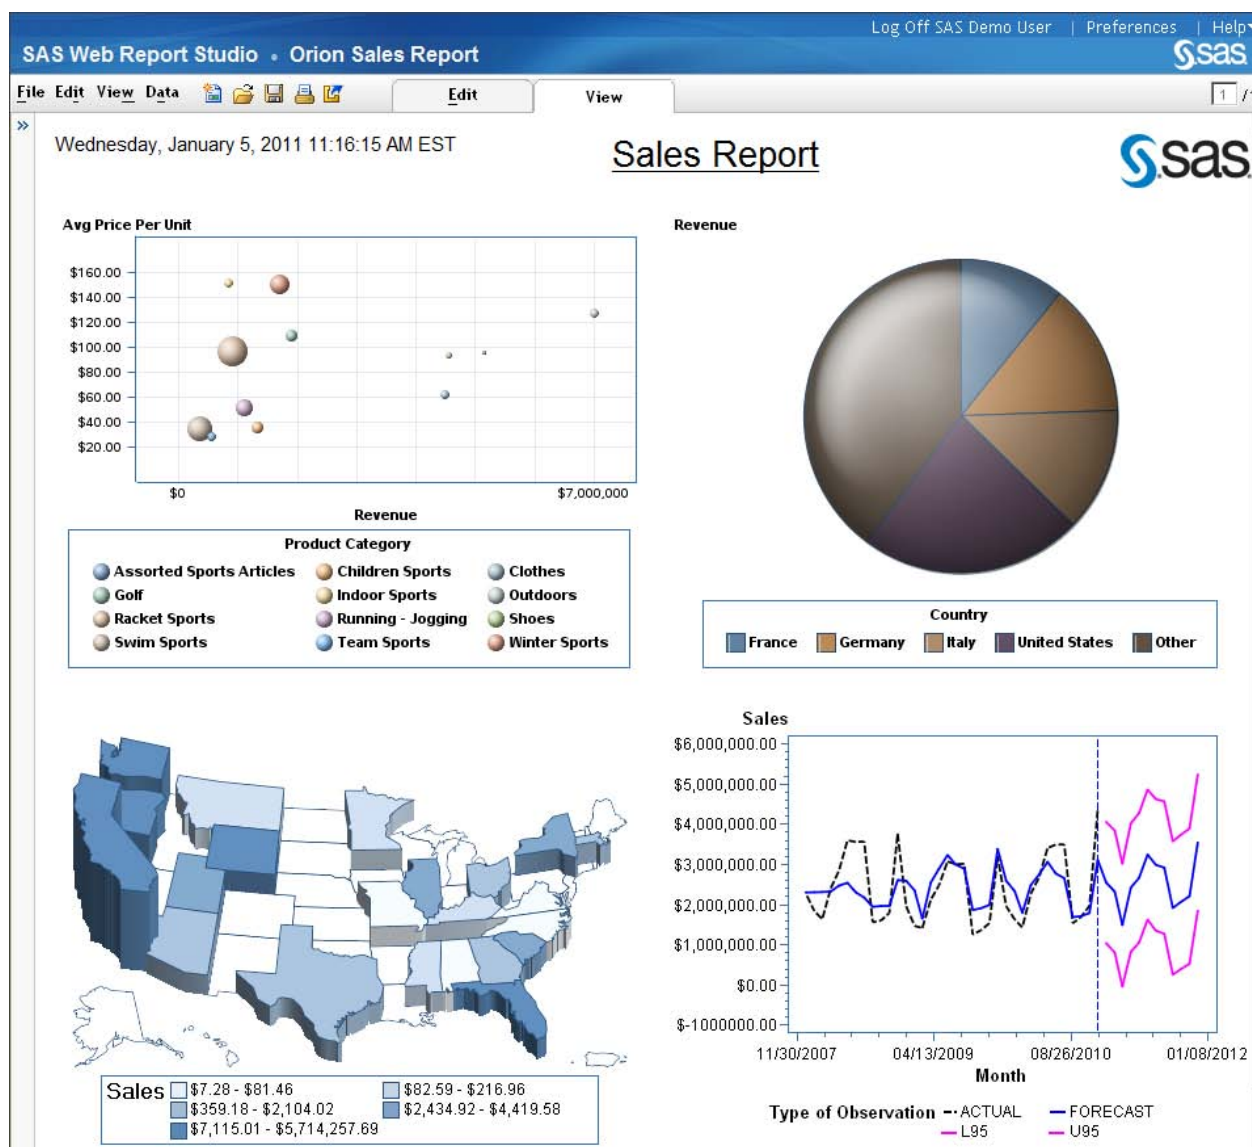 Log Off SAS Demo User | Preferences | Help
SAS Web Report Studio • Orion Sales Report
sas
File Edit View Data
Edit
View
1 /
»
Wednesday, January 5, 2011 11:16:15 AM EST
Sales Report
sas
Avg Price Per Unit
$160.00
$140.00
$120.00
$100.00
$80.00
$60.00
$40.00
$20.00
$0
$7,000,000
Revenue
Product Category
Assorted Sports Articles
Children Sports
Clothes
Golf
Indoor Sports
Outdoors
Racket Sports
Running - Jogging
Shoes
Swim Sports
Team Sports
Winter Sports
Revenue
Country
France
Germany
Italy
United States
Other
Sales
$7.28 - $81.46
$82.59 - $216.96
$359.18 - $2,104.02
$2,434.92 - $4,419.58
$7,115.01 - $5,714,257.69
Sales
$6,000,000.00
$5,000,000.00
$4,000,000.00
$3,000,000.00
$2,000,000.00
$1,000,000.00
$0.00
$-1000000.00
11/30/2007
04/13/2009
08/26/2010
01/08/2012
Month
Type of Observation
ACTUAL
FORECAST
L95
U95